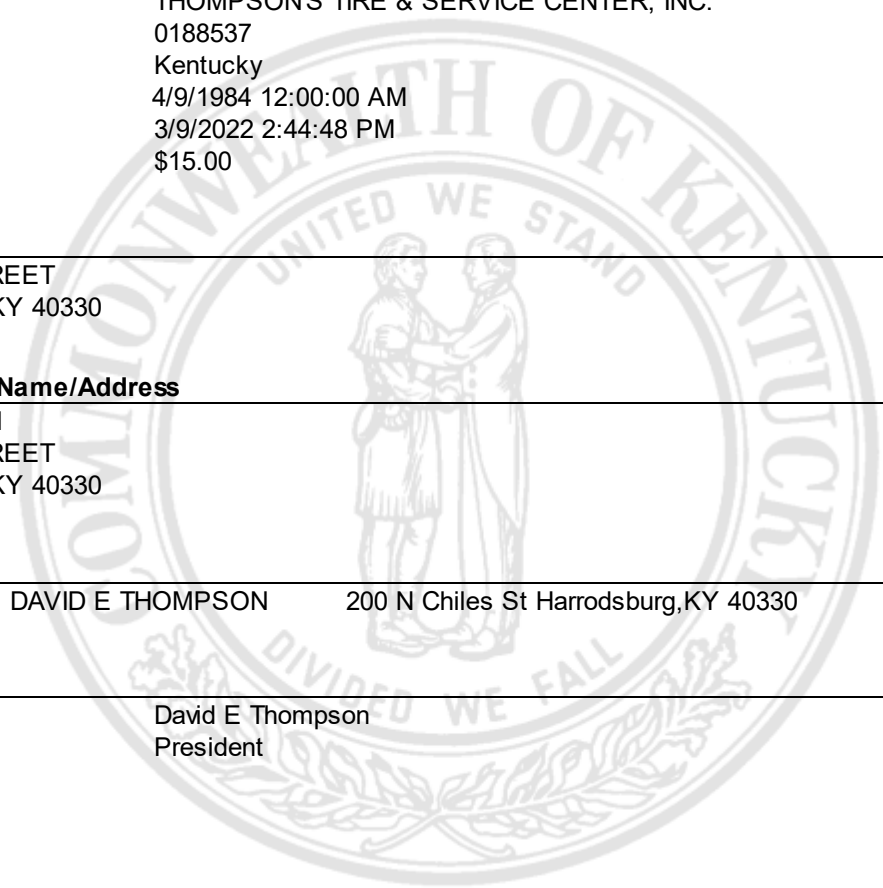 THOMPSON'S TIRE & SERVICE CENTER, INC.
0188537
Kentucky
4/9/1984 12:00:00 AM
3/9/2022 2:44:48 PM
$15.00
REET
KY 40330
Name/Address
REET
KY 40330
DAVID E THOMPSON 200 N Chiles St Harrodsburg,KY 40330
David E Thompson
President
COMMONWEALTH OF KENTUCKY
UNITED WE STAND
DIVIDED WE FALL